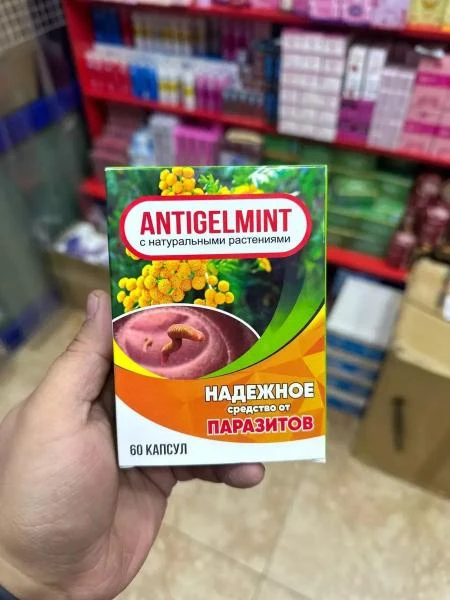 ANTIGELMINT
с натуральными растениями
НАДЕЖНОЕ
средство от
ПАРАЗИТОВ
60 КАПСУЛ